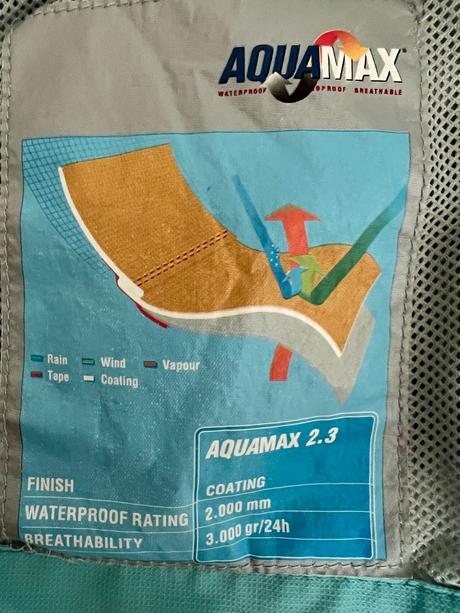 AQUAMAX
WATERPROOF BREATHABLE
Rain Wind Vapour
Tape Coating
AQUAMAX 2.3
FINISH COATING
WATERPROOF RATING 2.000 mm
BREATHABILITY 3.000 gr/24h